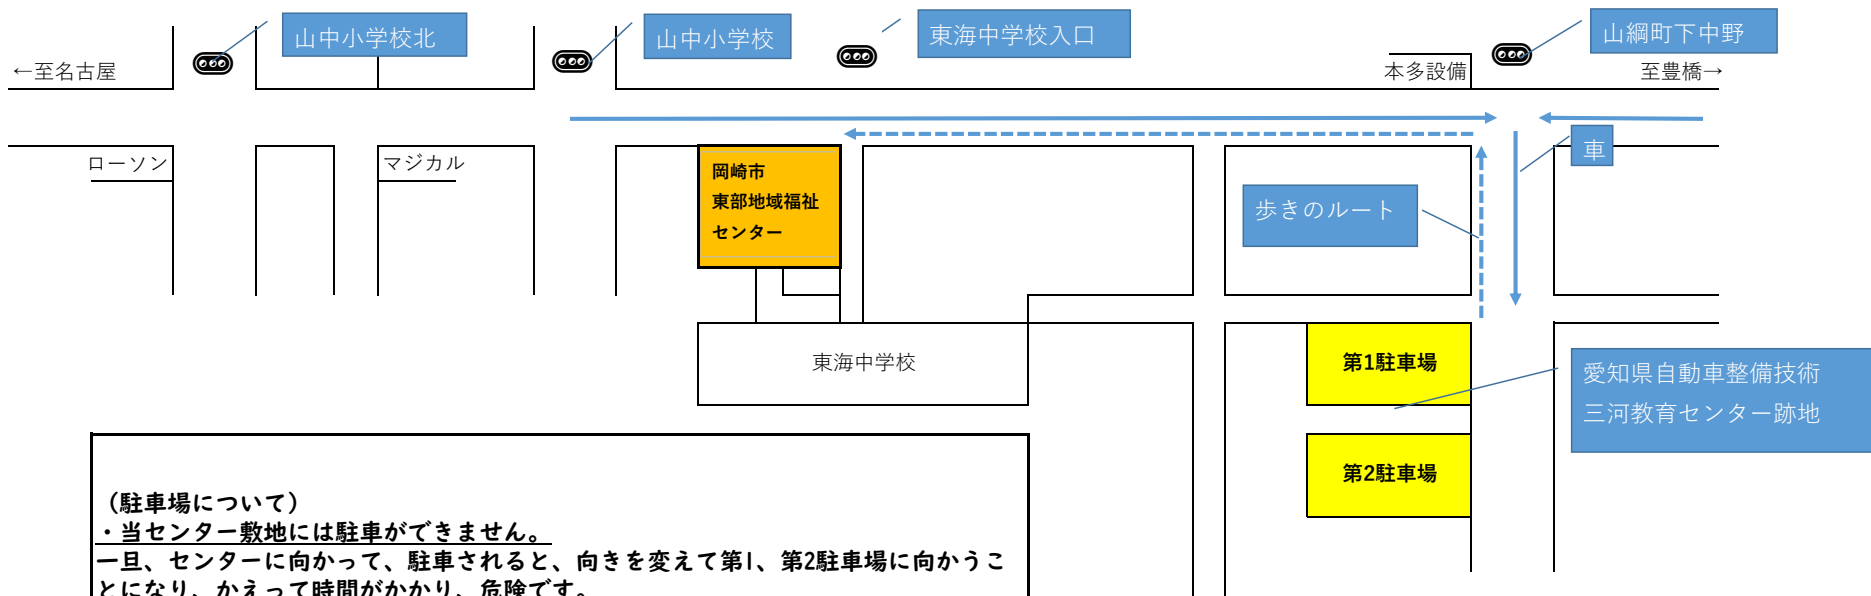 山中小学校北
山中小学校
東海中学校入口
山綱町下中野
←至名古屋
本多設備
至豊橋→
車
ローソン
マジカル
岡崎市
東部地域福祉
センター
歩きのルート
東海中学校
第1駐車場
愛知県自動車整備技術
三河教育センター跡地
第2駐車場
（駐車場について）
・当センター敷地には駐車ができません。
一旦、センターに向かって、駐車されると、向きを変えて第1、第2駐車場に向かうこ
とになり、かえって時間がかかり、危険です。